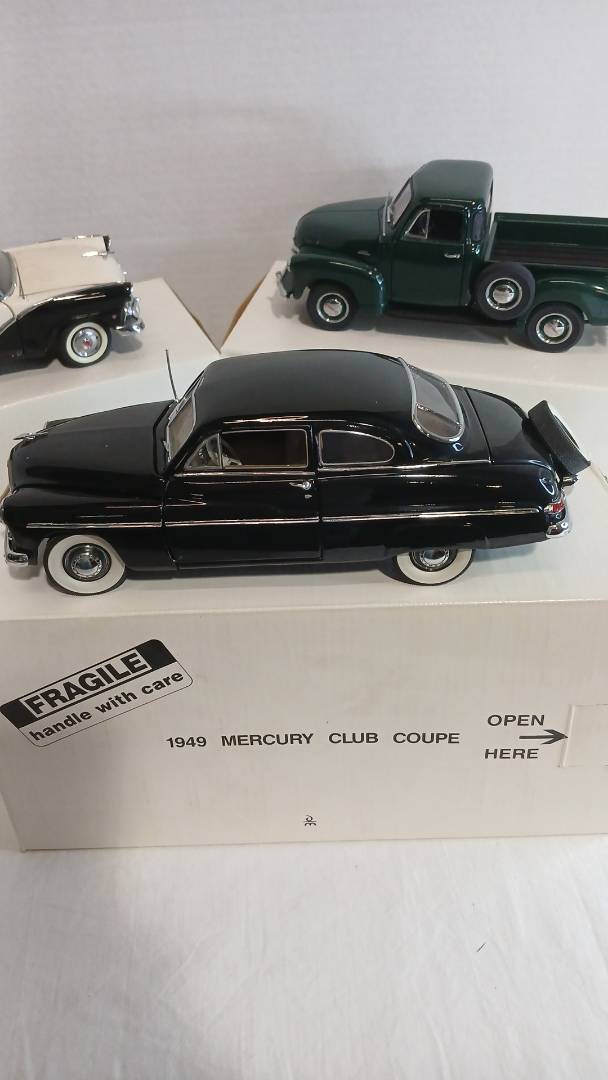 FRAGILE
handle with care
1949 MERCURY CLUB COUPE
OPEN
HERE